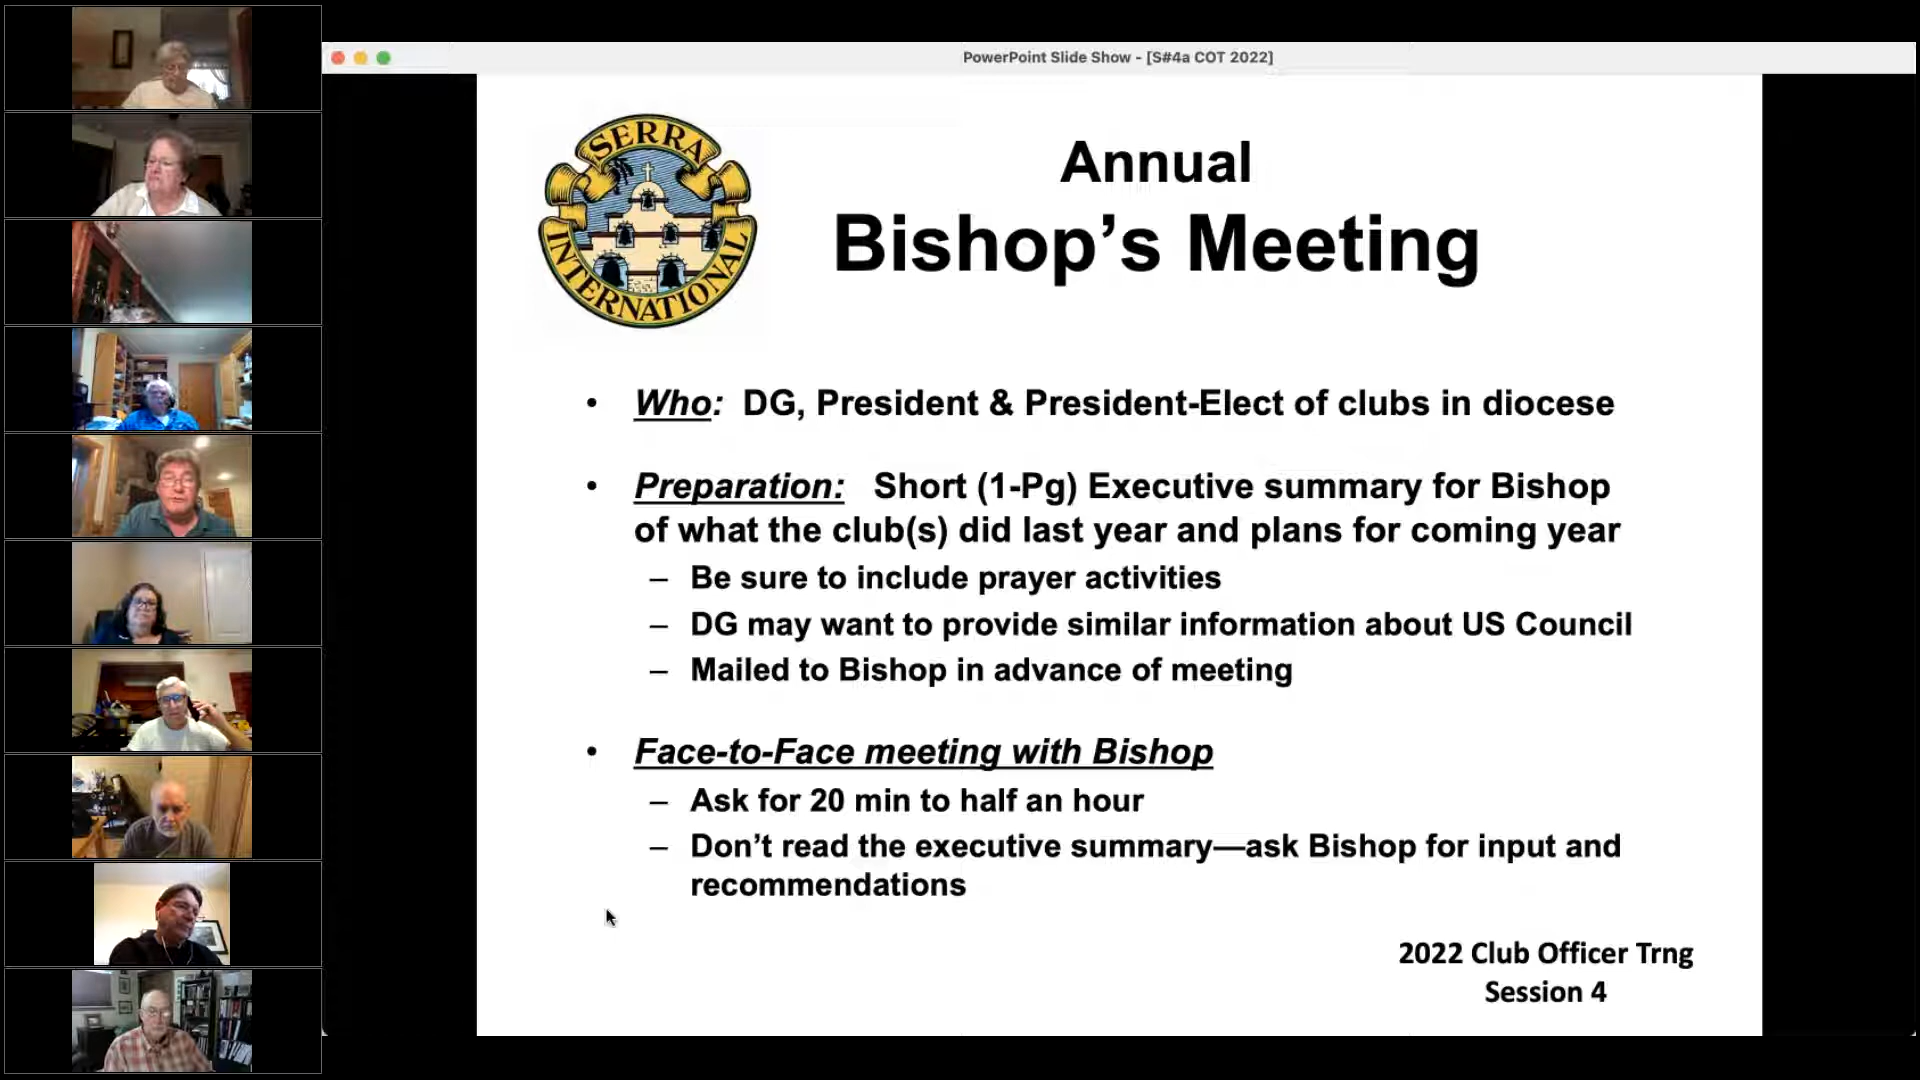 PowerPoint Slide Show - [S#4a COT 2022]
SERRA
INTERNATIONAL
Annual
Bishop’s Meeting
• Who: DG, President & President-Elect of clubs in diocese
• Preparation: Short (1-Pg) Executive summary for Bishop
of what the club(s) did last year and plans for coming year
– Be sure to include prayer activities
– DG may want to provide similar information about US Council
– Mailed to Bishop in advance of meeting
• Face-to-Face meeting with Bishop
– Ask for 20 min to half an hour
– Don’t read the executive summary—ask Bishop for input and
recommendations
2022 Club Officer Trng
Session 4